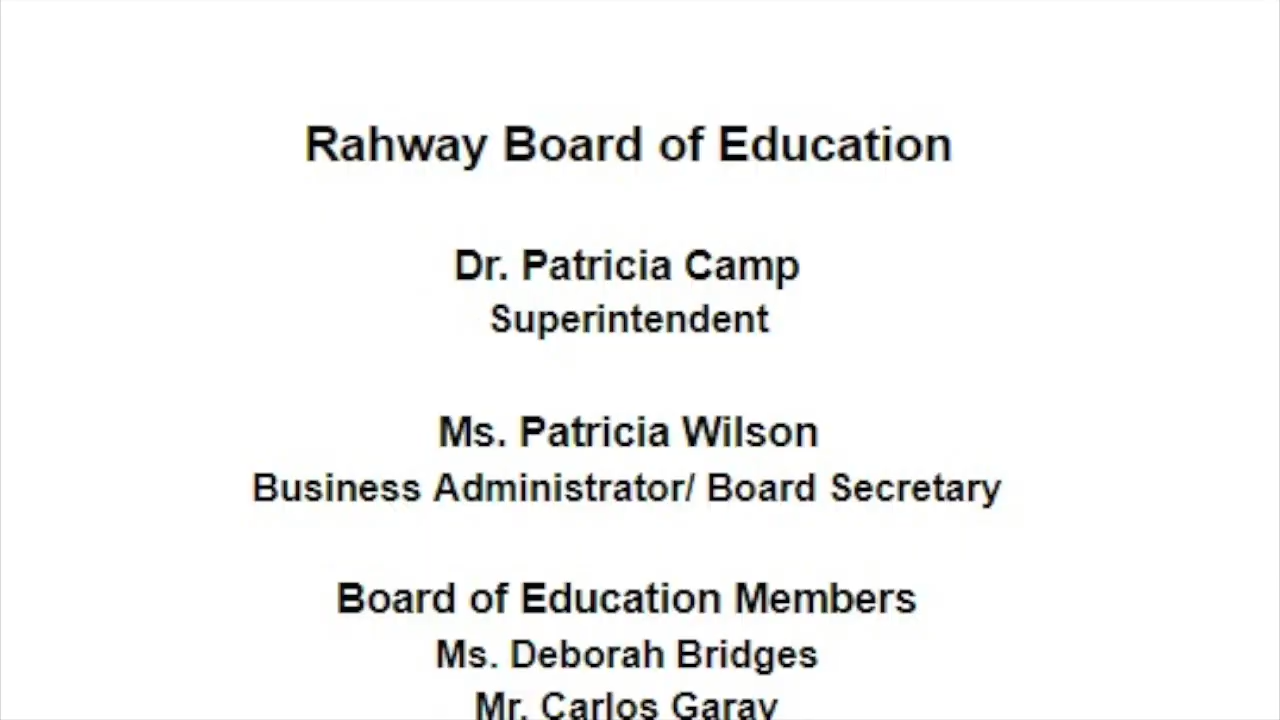 Rahway Board of Education
Dr. Patricia Camp
Superintendent
Ms. Patricia Wilson
Business Administrator/ Board Secretary
Board of Education Members
Ms. Deborah Bridges
Mr. Carlos Garay